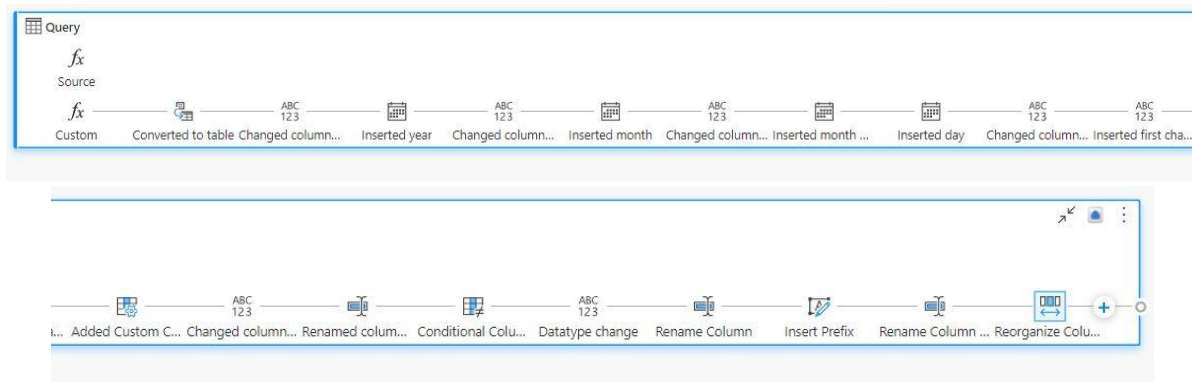 Query
fx
Source
fx ABC 123 ABC 123 ABC 123 ABC 123 ABC 123
Custom Converted to table Changed column... Inserted year Changed column... Inserted month Changed column... Inserted month ... Inserted day Changed column... Inserted first cha...
ABC 123 ABC 123 A
a... Added Custom C... Changed column... Renamed colum... Conditional Colu... Datatype change Rename Column Insert Prefix Rename Column ... Reorganize Colu...